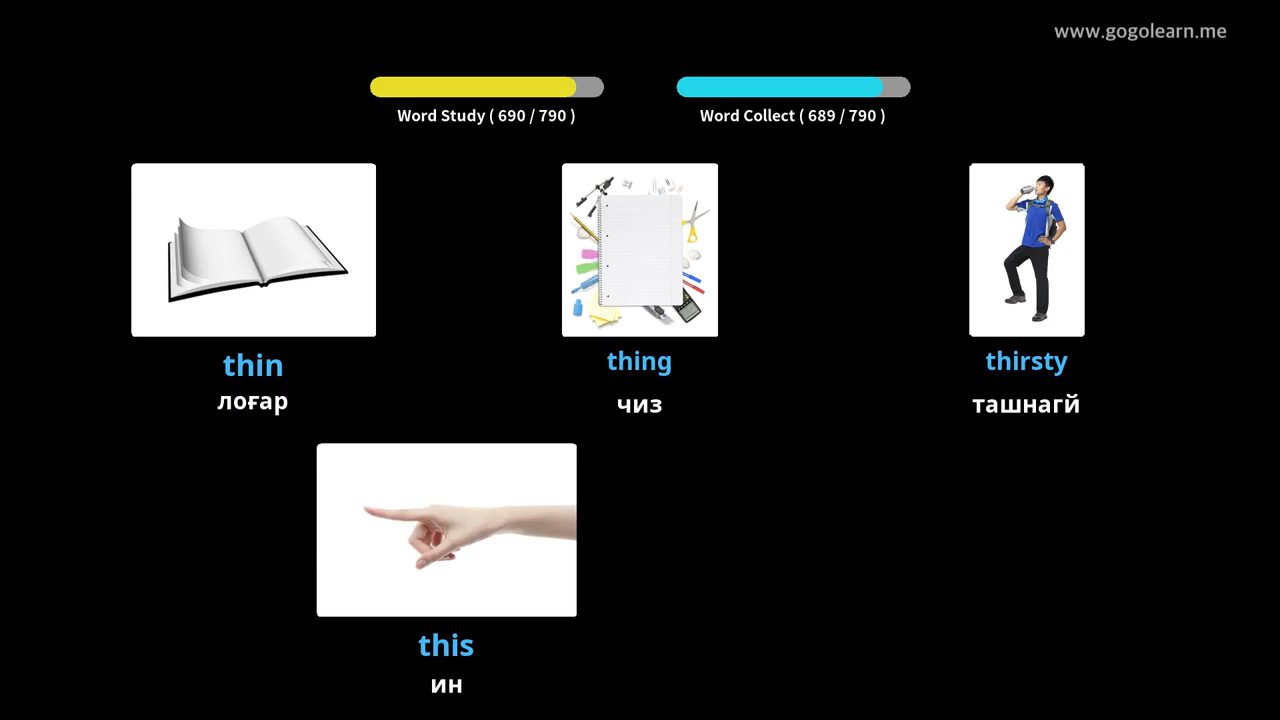 www.gogolearn.me
Word Study ( 690 / 790 )
Word Collect ( 689 / 790 )
thin
лоғар
thing
чиз
thirsty
ташнагӣ
this
ин